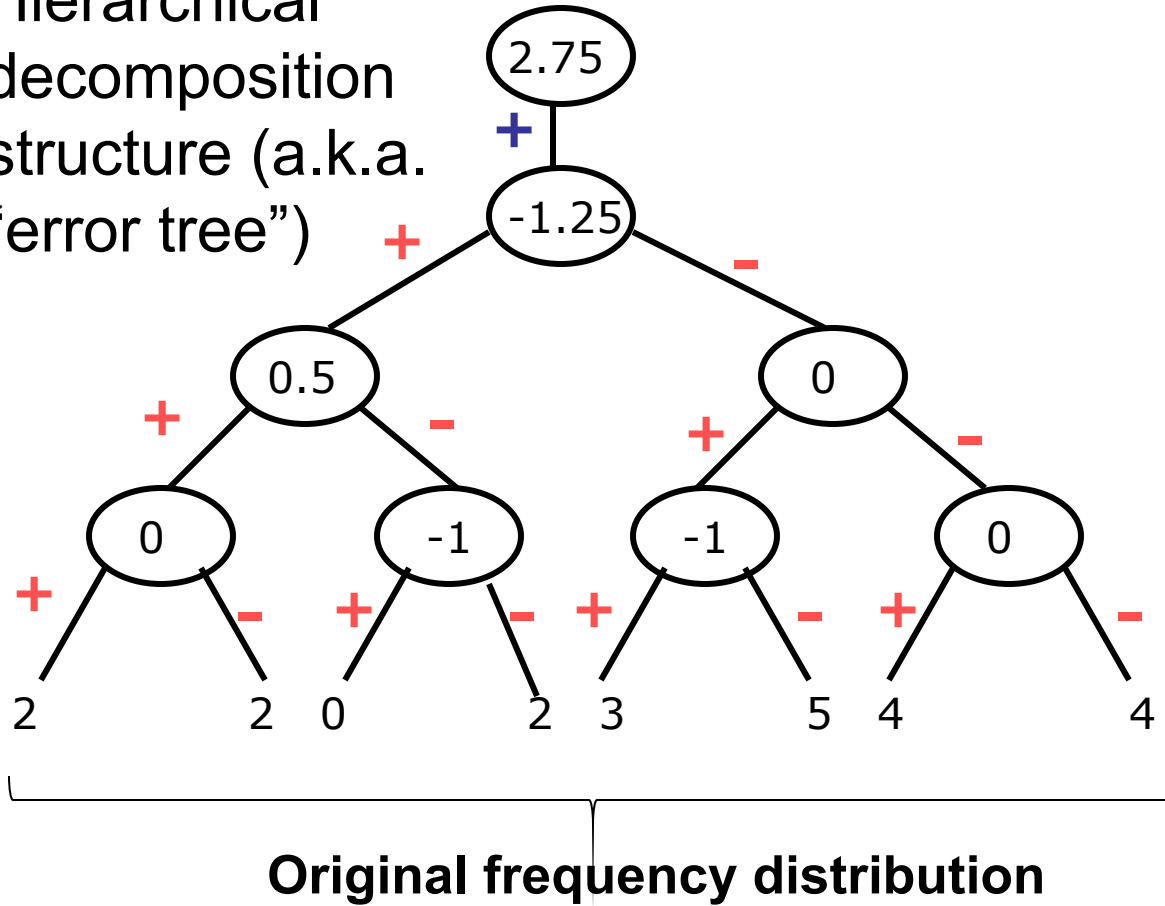 hierarchical
decomposition
structure (a.k.a.
“error tree”)
2.75
+
-1.25
+ -
0.5 0
+ - + -
0 -1 -1 0
+ - + - + - + -
2 2 0 2 3 5 4 4
Original frequency distribution